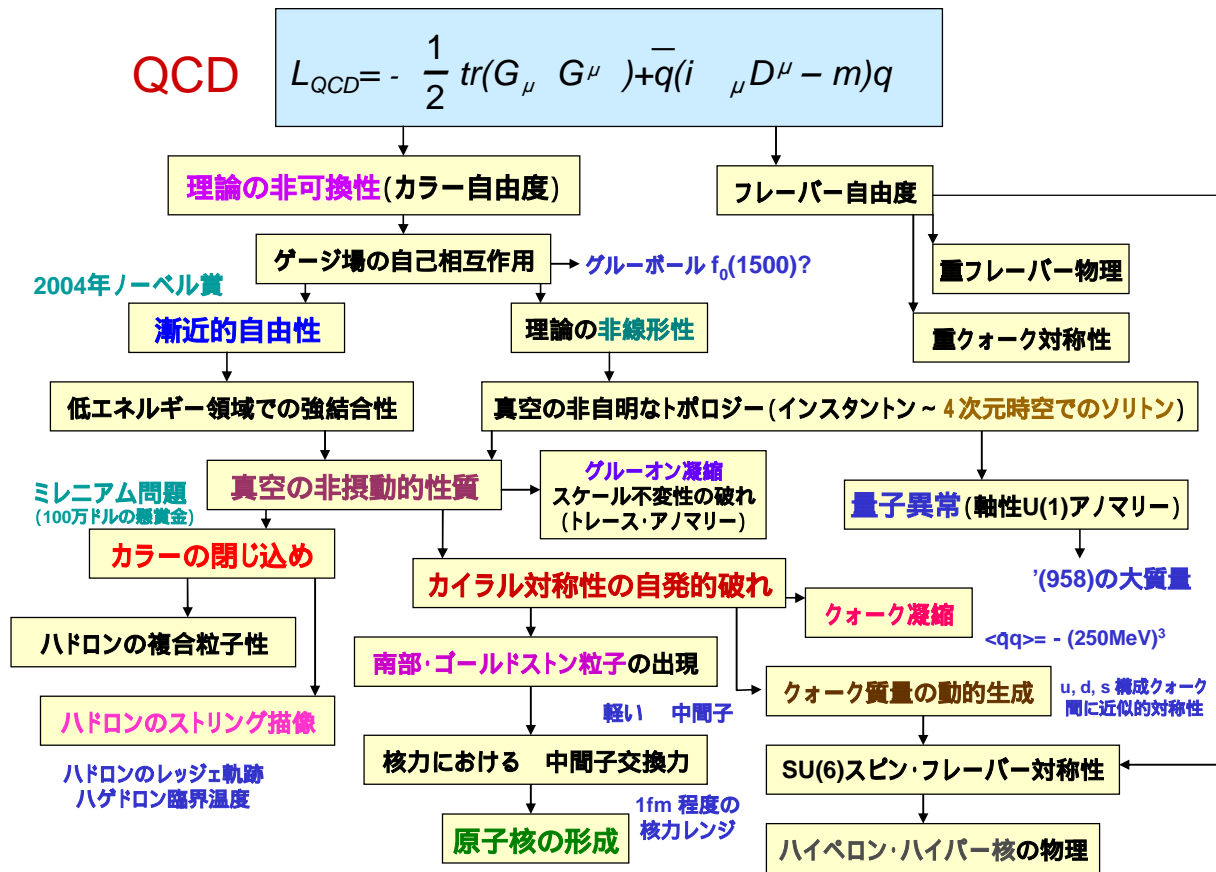 QCD
L_QCD= - 1/2 tr(G_μ G^μ )+q̅(i _μ D^μ – m)q
理論の非可換性(カラー自由度)
フレーバー自由度
ゲージ場の自己相互作用
グルーボール f₀(1500)?
重フレーバー物理
2004年ノーベル賞
漸近的自由性
理論の非線形性
重クォーク対称性
低エネルギー領域での強結合性
真空の非自明なトポロジー(インスタントン ~ 4次元時空でのソリトン)
真空の非摂動的性質
グルーオン凝縮
スケール不変性の破れ
(トレース・アノマリー)
ミレニアム問題
(100万ドルの懸賞金)
量子異常(軸性U(1)アノマリー)
カラーの閉じ込め
カイラル対称性の自発的破れ
'(958)の大質量
クォーク凝縮
ハドロンの複合粒子性
<q̅q>= - (250MeV)³
南部・ゴールドストン粒子の出現
クォーク質量の動的生成
u, d, s 構成クォーク
間に近似的対称性
ハドロンのストリング描像
軽い 中間子
核力における 中間子交換力
SU(6)スピン・フレーバー対称性
ハドロンのレッジェ軌跡
ハゲドロン臨界温度
1fm 程度の
核力レンジ
原子核の形成
ハイペロン・ハイパー核の物理